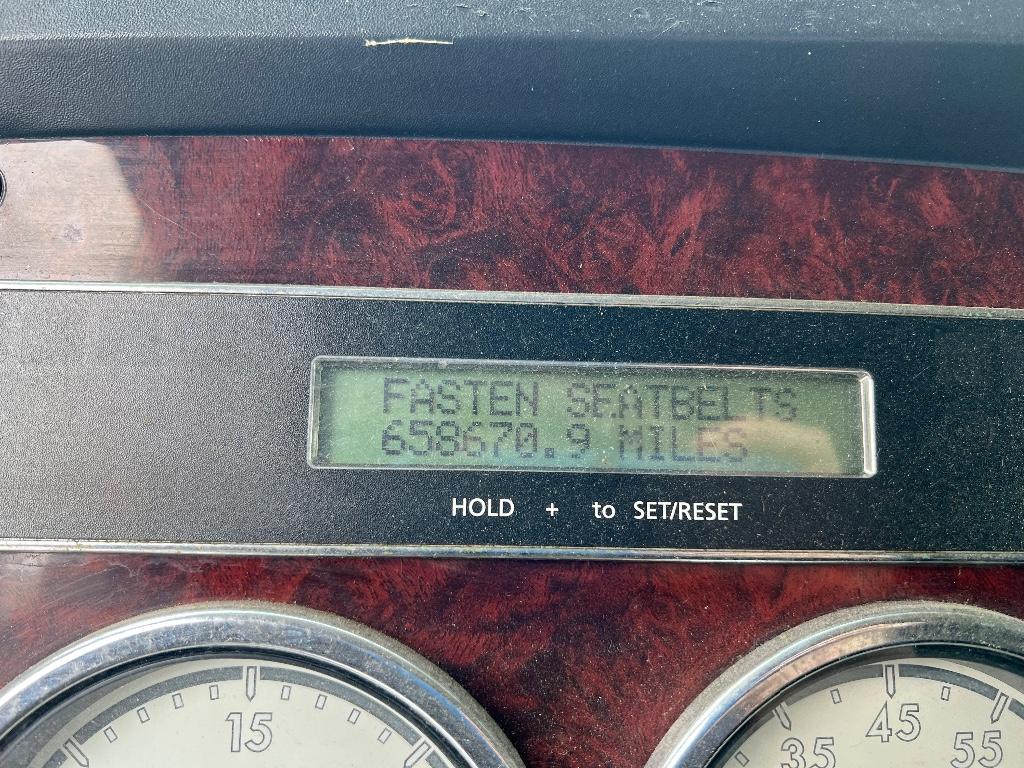 FASTEN SEATBELTS
658670.9 MILES
HOLD + to SET/RESET
15
45
35
55